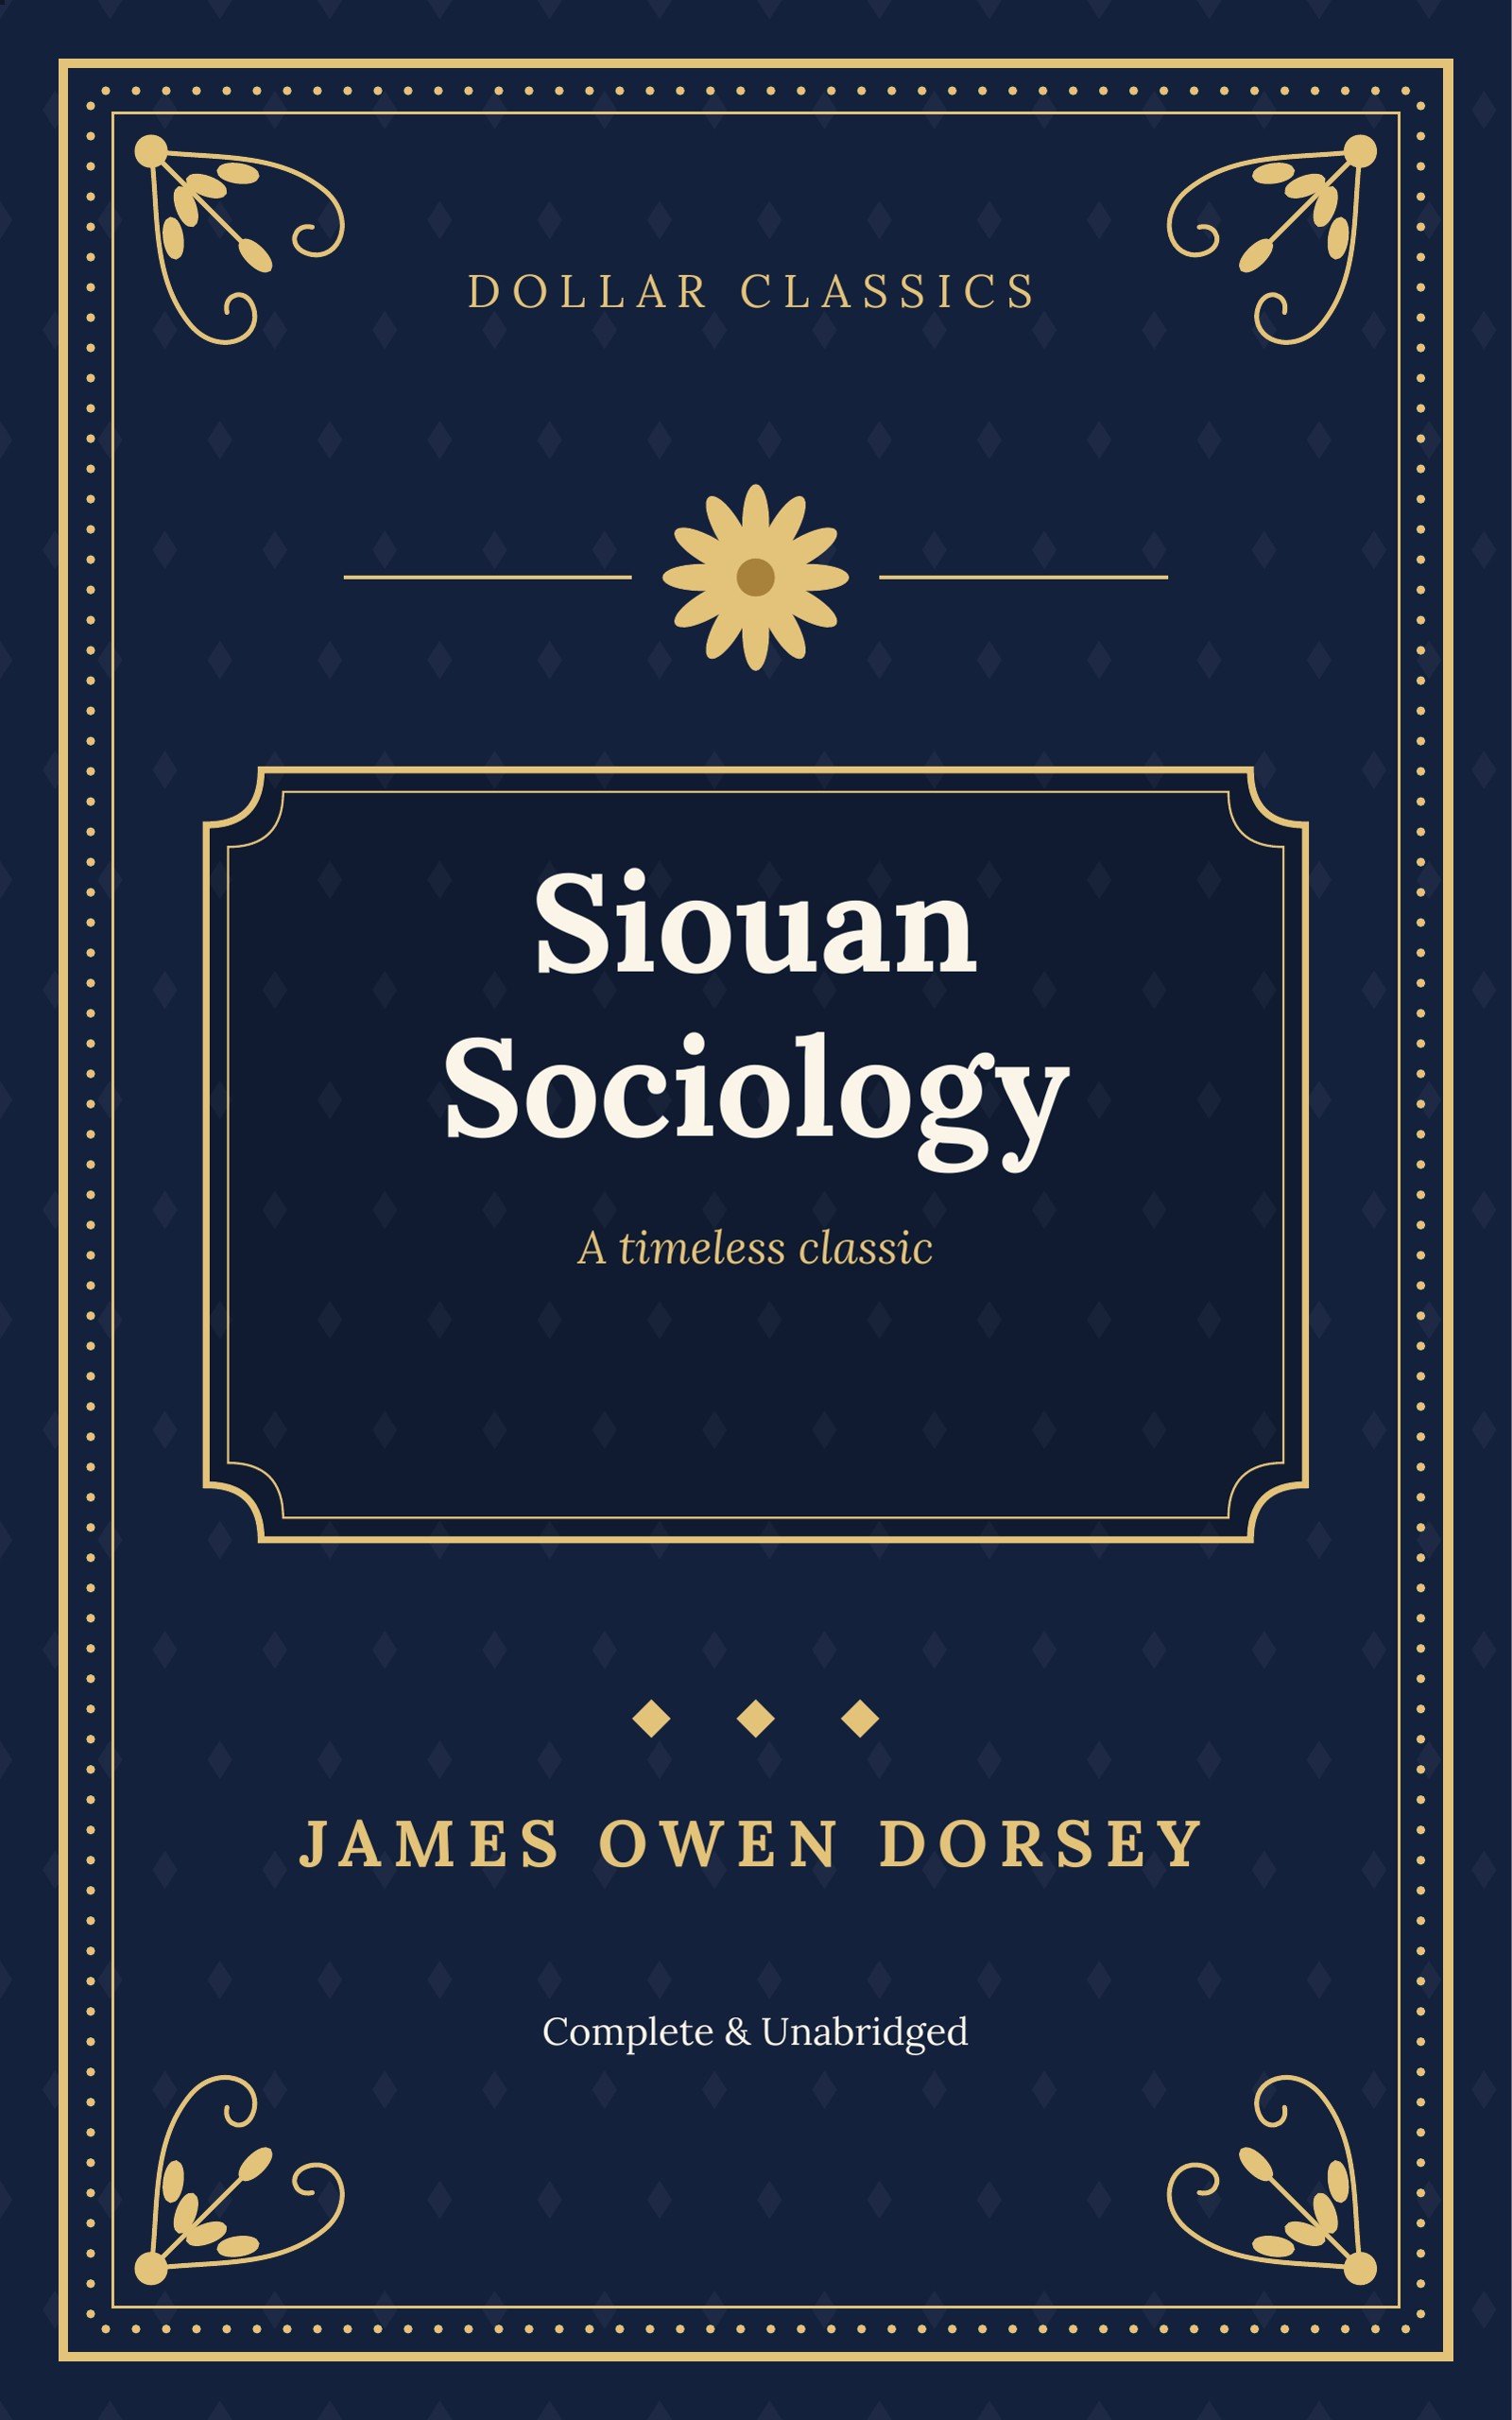 DOLLAR CLASSICS
Siouan
Sociology
A timeless classic
JAMES OWEN DORSEY
Complete & Unabridged